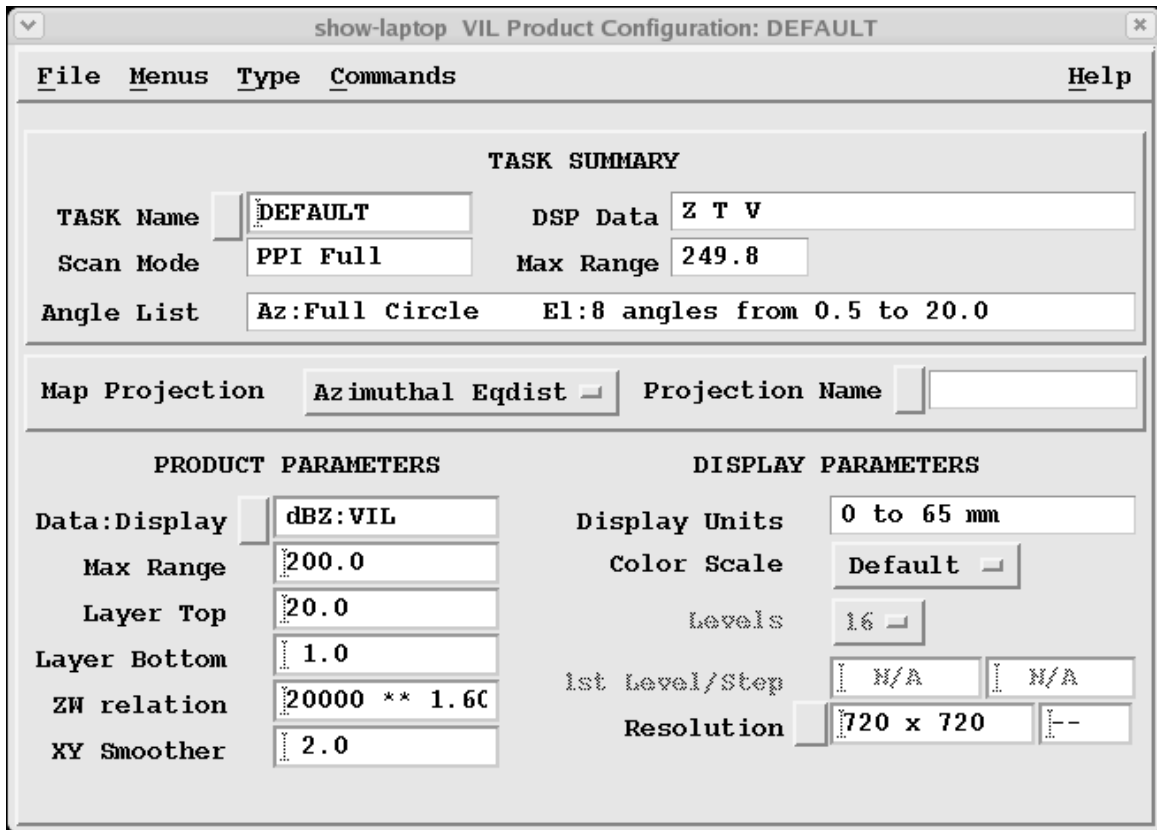 show-laptop VIL Product Configuration: DEFAULT
File Menus Type Commands Help
TASK SUMMARY
TASK Name DEFAULT DSP Data Z T V
Scan Mode PPI Full Max Range 249.8
Angle List Az:Full Circle El:8 angles from 0.5 to 20.0
Map Projection Azimuthal Eqdist Projection Name
PRODUCT PARAMETERS DISPLAY PARAMETERS
Data:Display dBZ:VIL Display Units 0 to 65 mm
Max Range 200.0 Color Scale Default
Layer Top 20.0 Levels 16
Layer Bottom 1.0 1st Level/Step N/A N/A
ZW relation 20000 ** 1.60 Resolution 720 x 720 --
XY Smoother 2.0